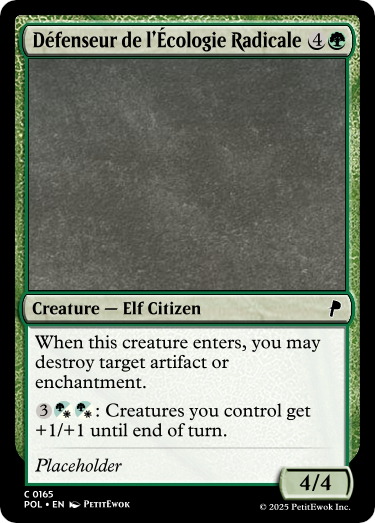 Défenseur de l'Écologie Radicale 4
Creature — Elf Citizen
When this creature enters, you may
destroy target artifact or
enchantment.
3 : Creatures you control get
+1/+1 until end of turn.
Placeholder
4/4
C 0165
POL • EN PetitEwok
© 2025 PetitEwok Inc.